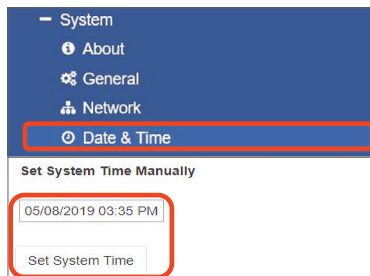 − System
About
General
Network
Date & Time
Set System Time Manually
05/08/2019 03:35 PM
Set System Time